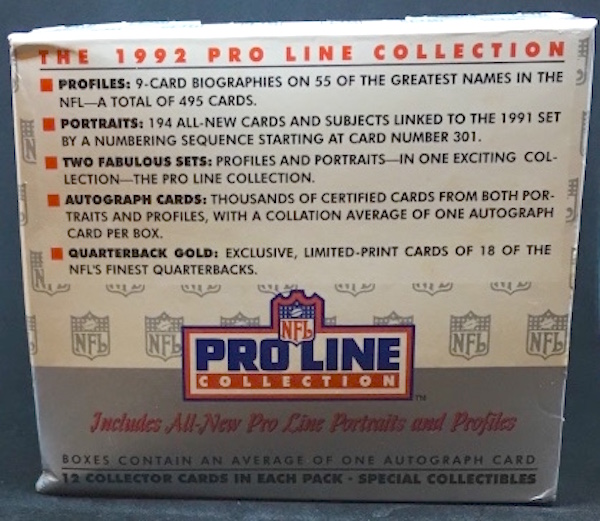 THE 1992 PRO LINE COLLECTION
PROFILES: 9-CARD BIOGRAPHIES ON 55 OF THE GREATEST NAMES IN THE
NFL—A TOTAL OF 495 CARDS.
PORTRAITS: 194 ALL-NEW CARDS AND SUBJECTS LINKED TO THE 1991 SET
BY A NUMBERING SEQUENCE STARTING AT CARD NUMBER 301.
TWO FABULOUS SETS: PROFILES AND PORTRAITS—IN ONE EXCITING COL-
LECTION—THE PRO LINE COLLECTION.
AUTOGRAPH CARDS: THOUSANDS OF CERTIFIED CARDS FROM BOTH POR-
TRAITS AND PROFILES, WITH A COLLATION AVERAGE OF ONE AUTOGRAPH
CARD PER BOX.
QUARTERBACK GOLD: EXCLUSIVE, LIMITED-PRINT CARDS OF 18 OF THE
NFL'S FINEST QUARTERBACKS.
NFL NFL NFL NFL NFL
NFL
PRO LINE
COLLECTION
TM
Includes All-New Pro Line Portraits and Profiles
BOXES CONTAIN AN AVERAGE OF ONE AUTOGRAPH CARD
12 COLLECTOR CARDS IN EACH PACK · SPECIAL COLLECTIBLES